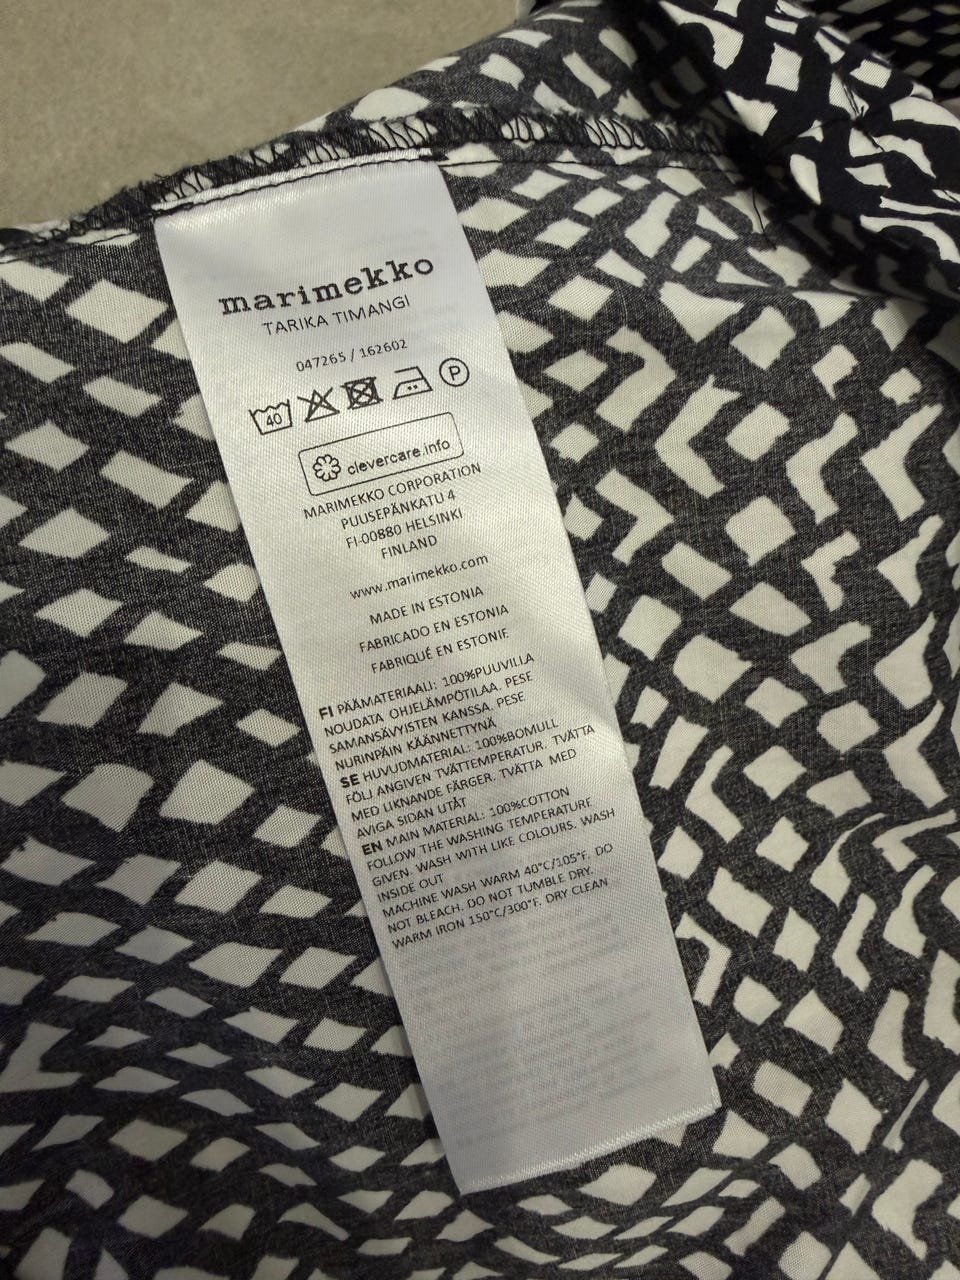 marimekko
TARIKA TIMANGI
047265 / 162602
40
P
clevercare.info
MARIMEKKO CORPORATION
PUUSEPÄNKATU 4
FI-00880 HELSINKI
FINLAND
www.marimekko.com
MADE IN ESTONIA
FABRICADO EN ESTONIA
FABRIQUÉ EN ESTONIE
FI PÄÄMATERIAALI: 100%PUUVILLA
NOUDATA OHJELÄMPÖTILAA. PESE
SAMANSÄVYISTEN KANSSA. PESE
NURINPÄIN KÄÄNNETTYNÄ
SE HUVUDMATERIAL: 100%BOMULL
FÖLJ ANGIVEN TVÄTTEMPERATUR. TVÄTTA
MED LIKNANDE FÄRGER. TVÄTTA MED
AVIGA SIDAN UTÅT
EN MAIN MATERIAL: 100%COTTON
FOLLOW THE WASHING TEMPERATURE
GIVEN. WASH WITH LIKE COLOURS. WASH
INSIDE OUT
MACHINE WASH WARM 40°C/105°F. DO
NOT BLEACH. DO NOT TUMBLE DRY.
WARM IRON 150°C/300°F. DRY CLEAN